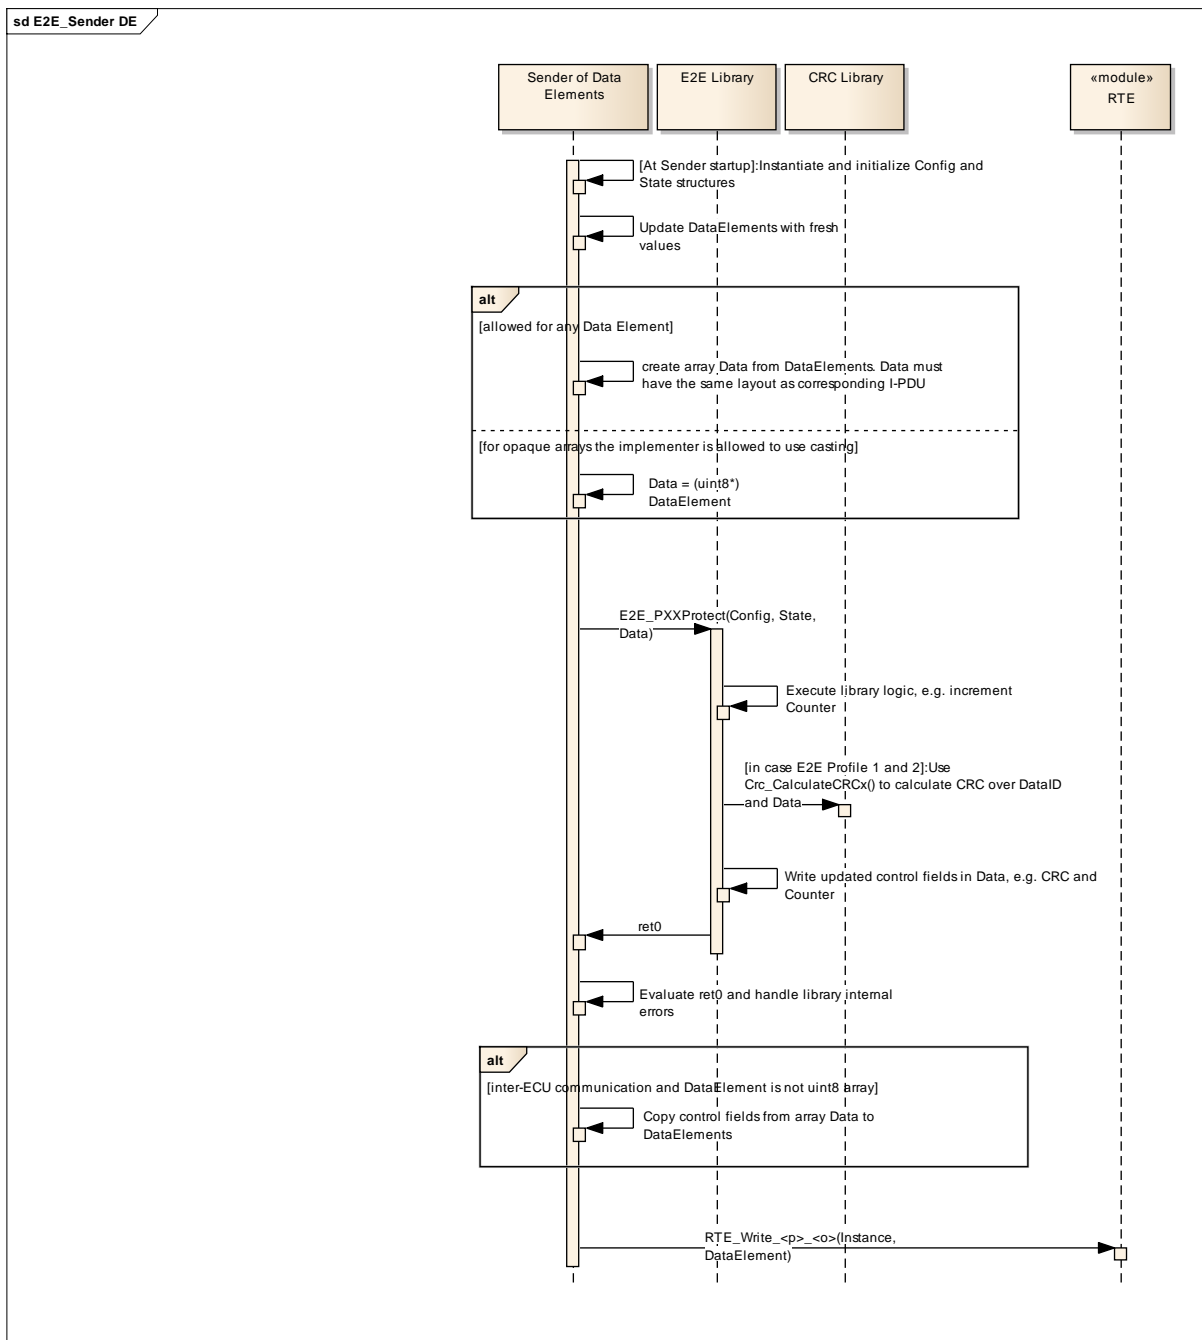 sd E2E_Sender DE
Sender of Data
Elements
E2E Library
CRC Library
«module»
RTE
[At Sender startup]:Instantiate and initialize Config and
State structures
Update DataElements with fresh
values
alt
[allowed for any Data Element]
create array Data from DataElements. Data must
have the same layout as corresponding I-PDU
[for opaque arrays the implementer is allowed to use casting]
Data = (uint8*)
DataElement
E2E_PXXProtect(Config, State,
Data)
Execute library logic, e.g. increment
Counter
[in case E2E Profile 1 and 2]:Use
Crc_CalculateCRCx() to calculate CRC over DataID
and Data
Write updated control fields in Data, e.g. CRC and
Counter
ret0
Evaluate ret0 and handle library internal
errors
alt
[inter-ECU communication and DataElement is not uint8 array]
Copy control fields from array Data to
DataElements
RTE_Write_<p>_<o>(Instance,
DataElement)